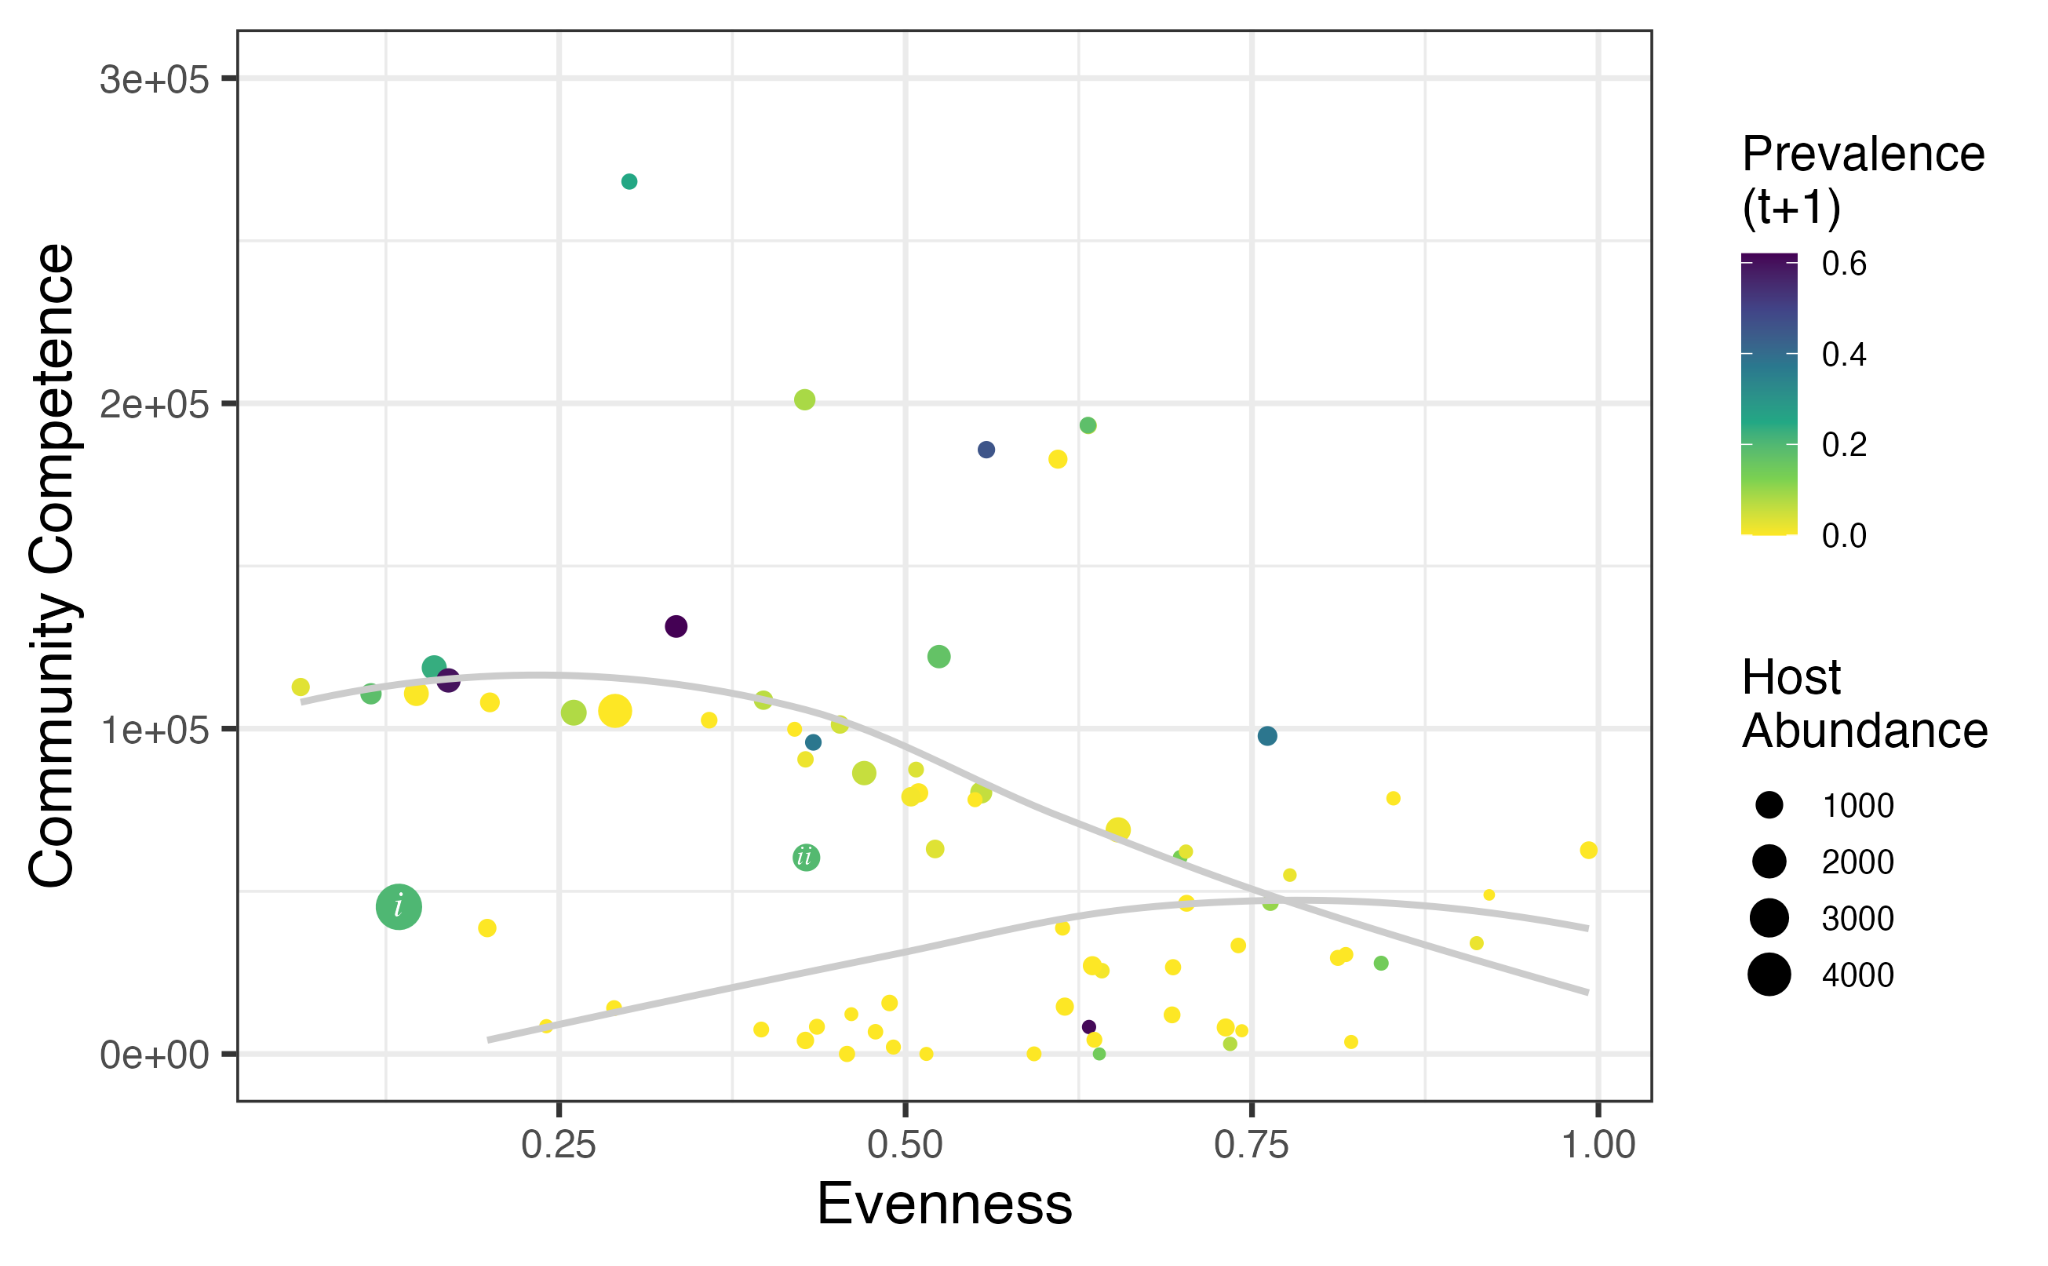 3e+05
2e+05
1e+05
0e+00
Community Competence
i
ii
0.25
0.50
0.75
1.00
Evenness
Prevalence
(t+1)
0.6
0.4
0.2
0.0
Host
Abundance
1000
2000
3000
4000